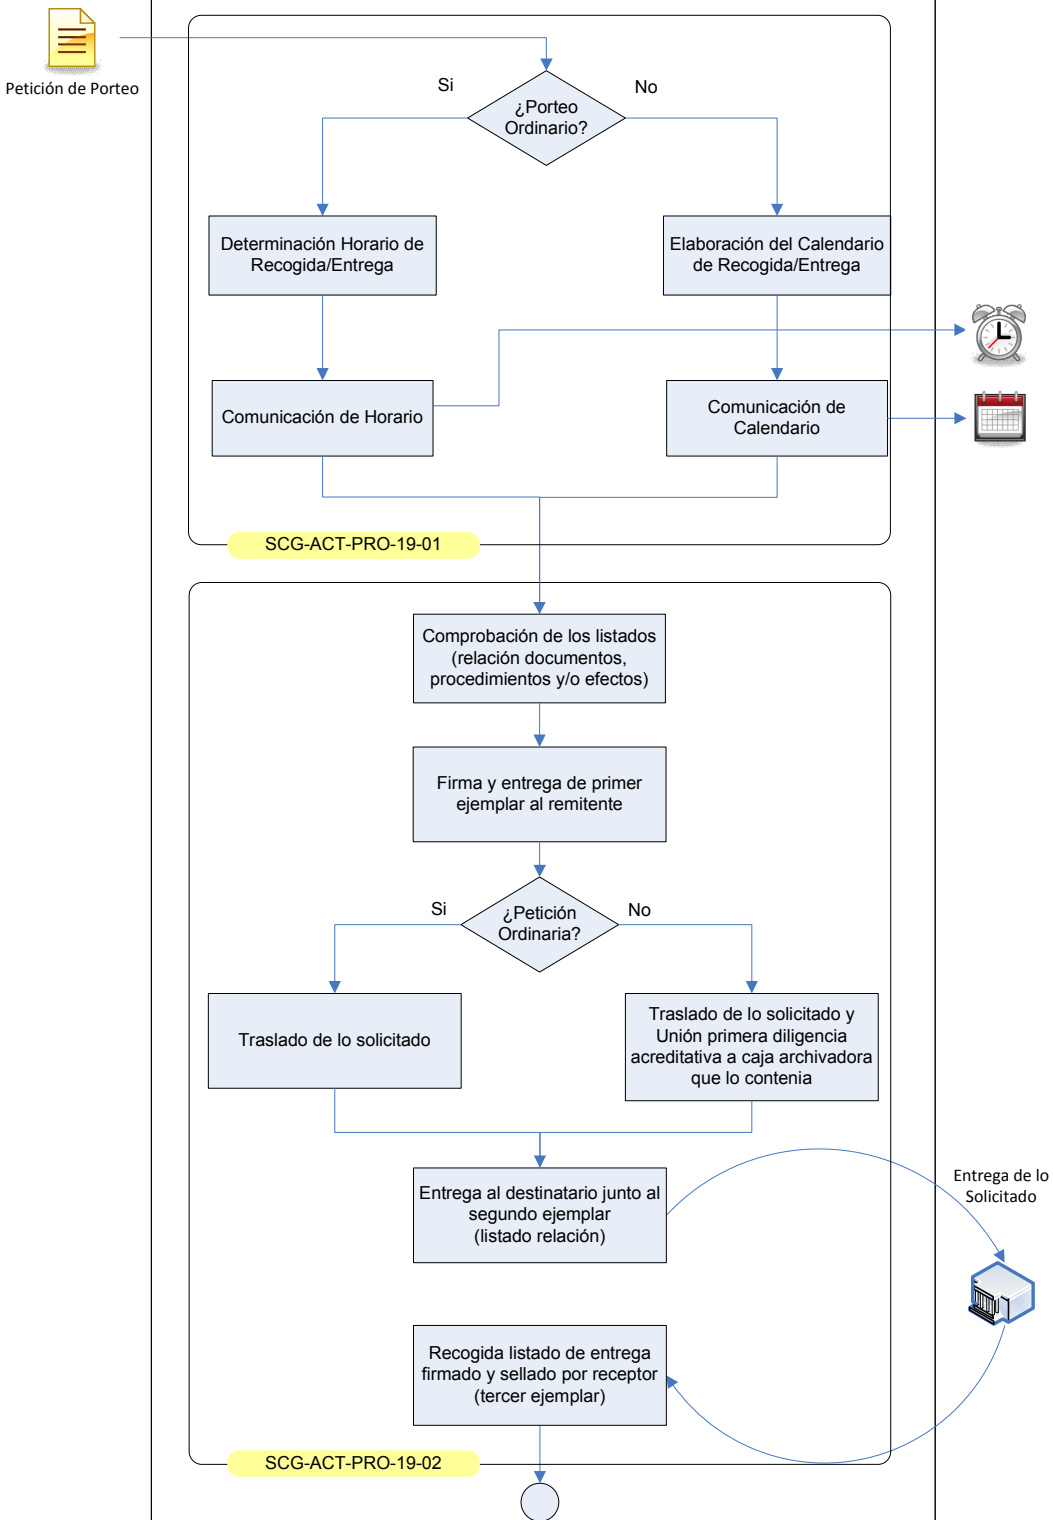 Petición de Porteo
Si
No
¿Porteo
Ordinario?
Determinación Horario de
Recogida/Entrega
Elaboración del Calendario
de Recogida/Entrega
Comunicación de Horario
Comunicación de
Calendario
SCG-ACT-PRO-19-01
Comprobación de los listados
(relación documentos,
procedimientos y/o efectos)
Firma y entrega de primer
ejemplar al remitente
Si
No
¿Petición
Ordinaria?
Traslado de lo solicitado
Traslado de lo solicitado y
Unión primera diligencia
acreditativa a caja archivadora
que lo contenia
Entrega al destinatario junto al
segundo ejemplar
(listado relación)
Entrega de lo
Solicitado
Recogida listado de entrega
firmado y sellado por receptor
(tercer ejemplar)
SCG-ACT-PRO-19-02